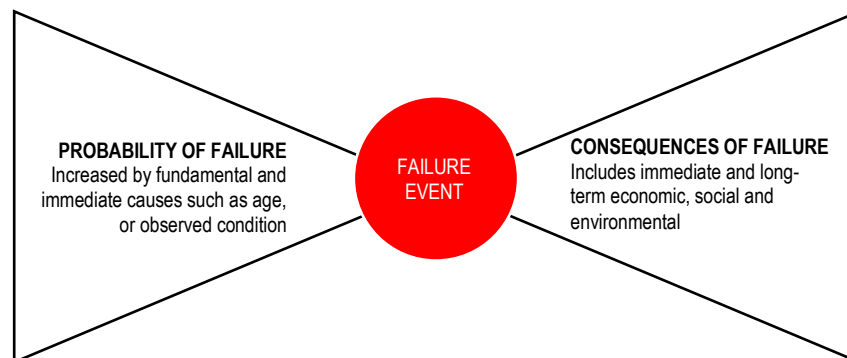 PROBABILITY OF FAILURE
Increased by fundamental and
immediate causes such as age,
or observed condition
FAILURE
EVENT
CONSEQUENCES OF FAILURE
Includes immediate and long-
term economic, social and
environmental